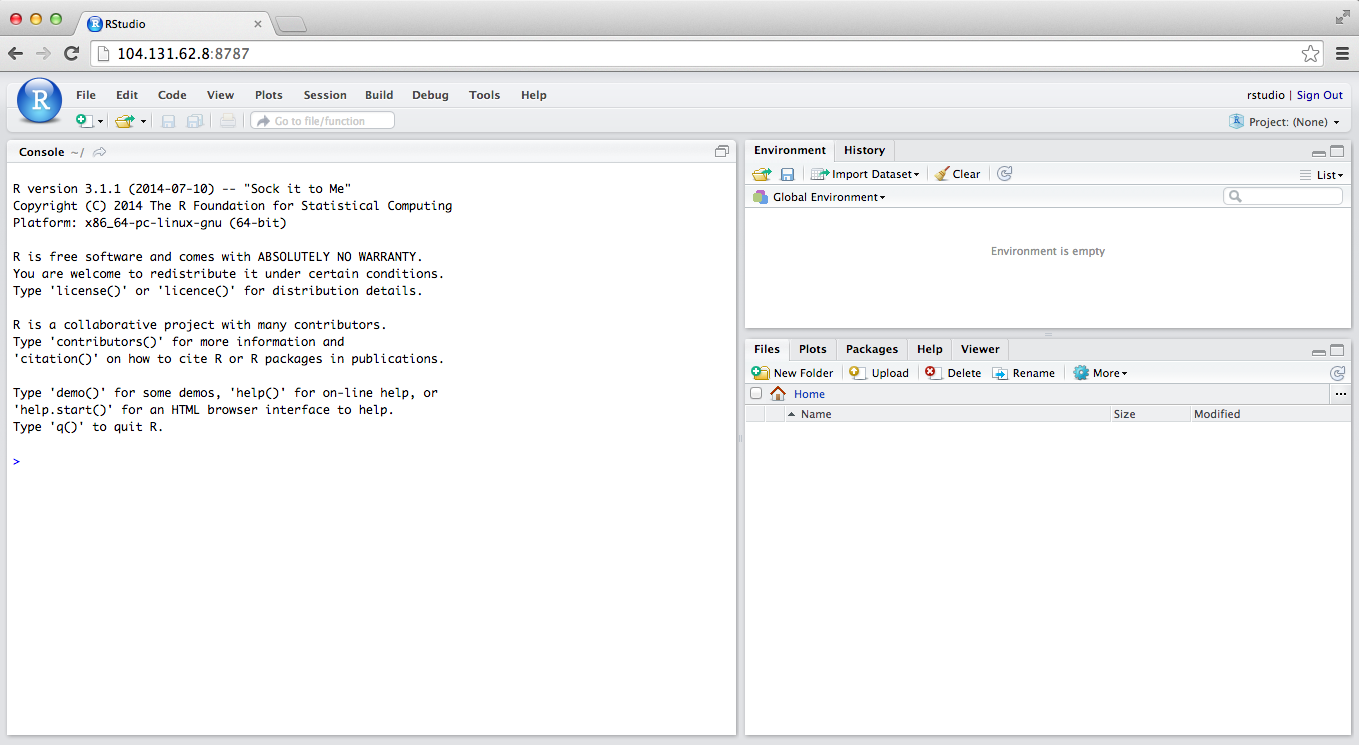 RStudio
104.131.62.8:8787
R
File Edit Code View Plots Session Build Debug Tools Help
rstudio | Sign Out
Go to file/function
R Project: (None)
Console ~/
R version 3.1.1 (2014-07-10) -- "Sock it to Me"
Copyright (C) 2014 The R Foundation for Statistical Computing
Platform: x86_64-pc-linux-gnu (64-bit)
R is free software and comes with ABSOLUTELY NO WARRANTY.
You are welcome to redistribute it under certain conditions.
Type 'license()' or 'licence()' for distribution details.
R is a collaborative project with many contributors.
Type 'contributors()' for more information and
'citation()' on how to cite R or R packages in publications.
Type 'demo()' for some demos, 'help()' for on-line help, or
'help.start()' for an HTML browser interface to help.
Type 'q()' to quit R.
>
Environment History
Import Dataset Clear List
Global Environment
Environment is empty
Files Plots Packages Help Viewer
New Folder Upload Delete Rename More
Home ...
Name Size Modified